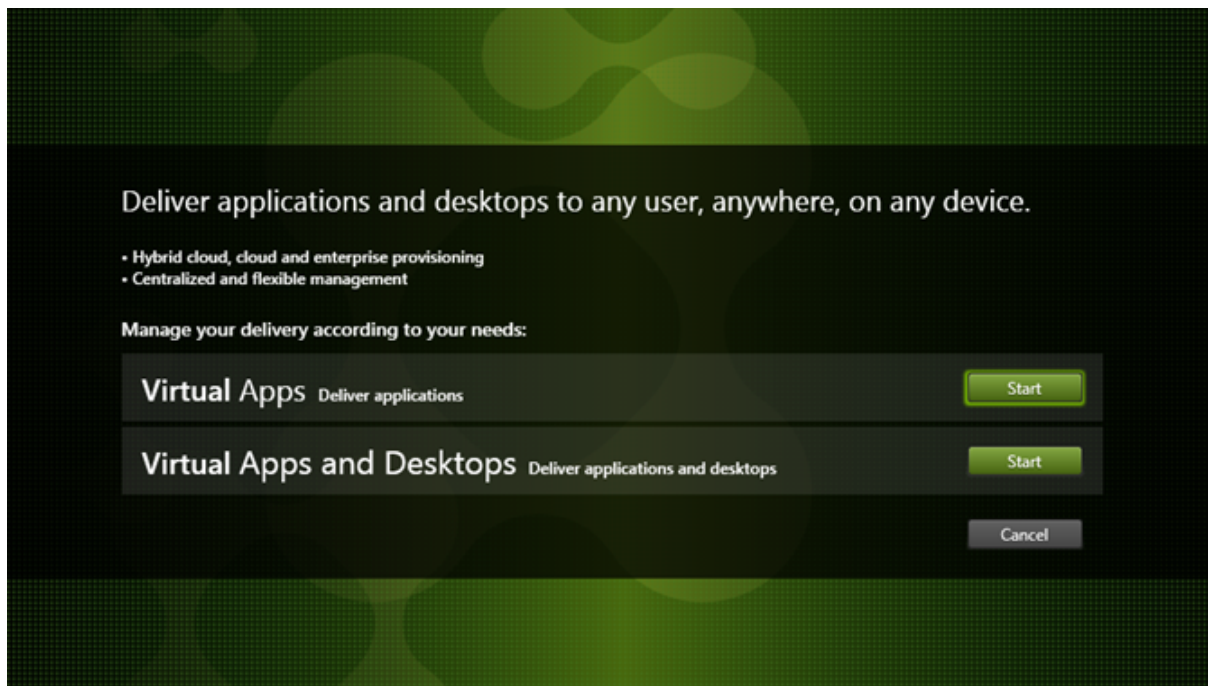 Deliver applications and desktops to any user, anywhere, on any device.
• Hybrid cloud, cloud and enterprise provisioning
• Centralized and flexible management
Manage your delivery according to your needs:
Virtual Apps Deliver applications Start
Virtual Apps and Desktops Deliver applications and desktops Start
Cancel